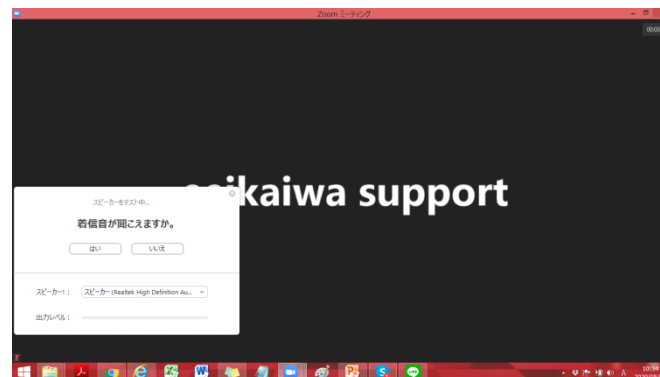 Zoom ミーティング
eikaiwa support
スピーカーをテスト中...
着信音が聞こえますか。
はい
いいえ
スピーカー1：
スピーカー (Realtek High Definition Au...
出力レベル：
10:34